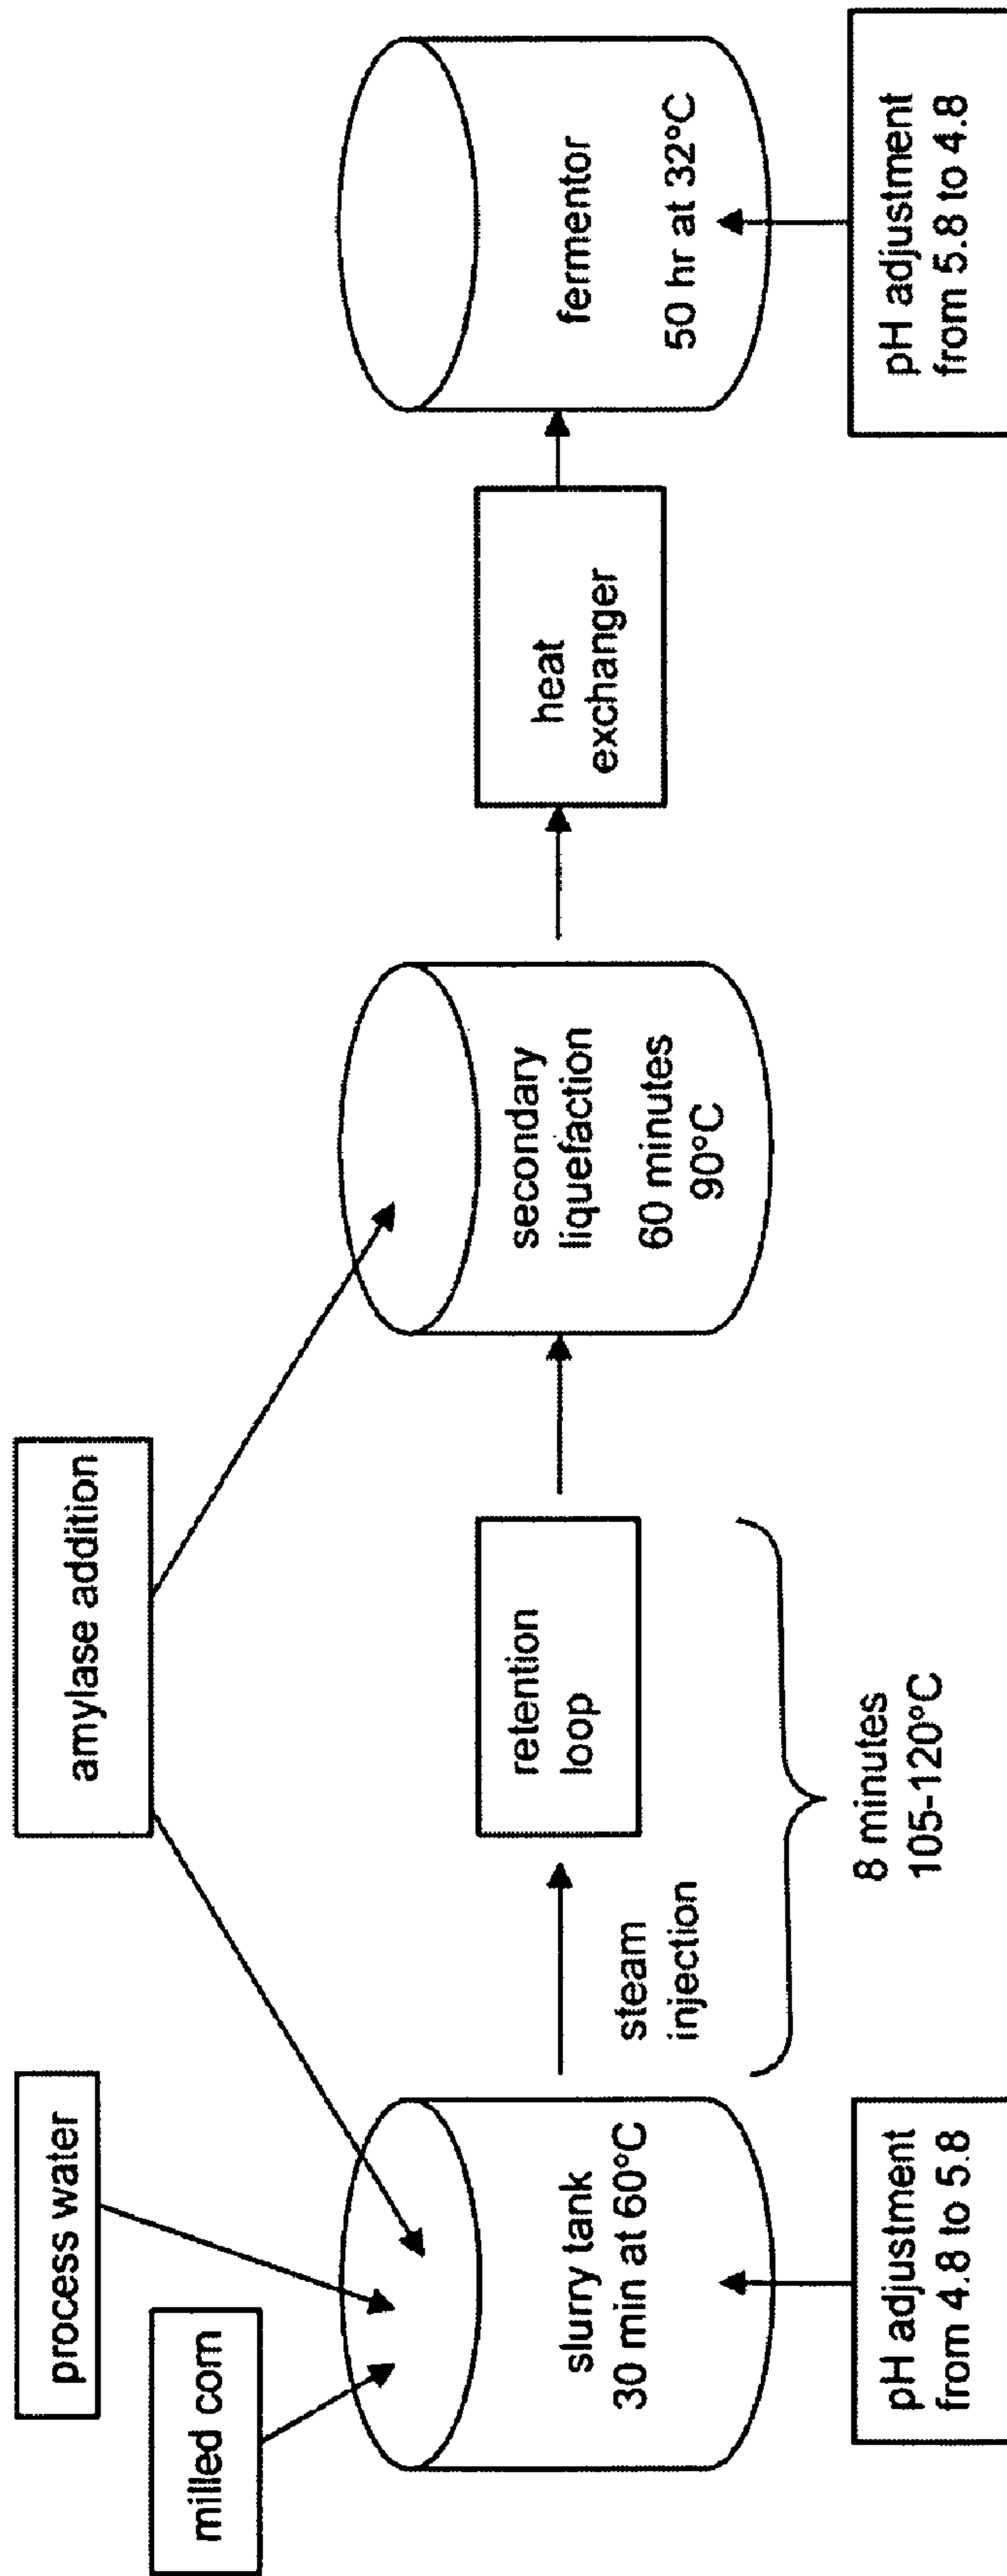 process water
milled corn
amylase addition
slurry tank
30 min at 60°C
steam
injection
retention
loop
8 minutes
105-120°C
secondary
liquefaction
60 minutes
90°C
heat
exchanger
fermentor
50 hr at 32°C
pH adjustment
from 4.8 to 5.8
pH adjustment
from 5.8 to 4.8